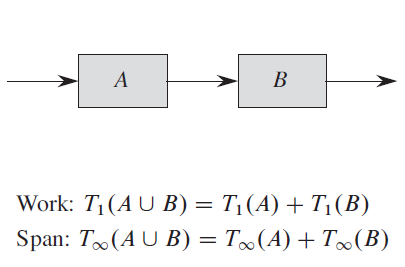 A B
Work: T₁(A ∪ B) = T₁(A) + T₁(B)
Span: T∞(A ∪ B) = T∞(A) + T∞(B)